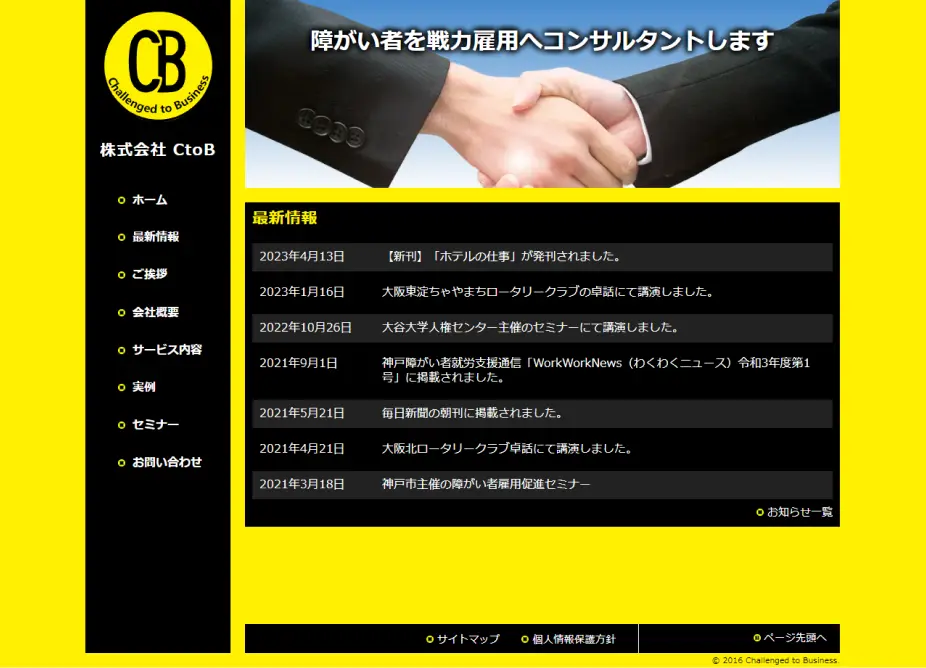 CB
Challenged to Business
株式会社 CtoB
ホーム
最新情報
ご挨拶
会社概要
サービス内容
実例
セミナー
お問い合わせ
障がい者を戦力雇用へコンサルタントします
最新情報
2023年4月13日 【新刊】「ホテルの仕事」が発刊されました。
2023年1月16日 大阪東淀ちゃやまちロータリークラブの卓話にて講演しました。
2022年10月26日 大谷大学人権センター主催のセミナーにて講演しました。
2021年9月1日 神戸障がい者就労支援通信「WorkWorkNews（わくわくニュース）令和3年度第1
号」に掲載されました。
2021年5月21日 毎日新聞の朝刊に掲載されました。
2021年4月21日 大阪北ロータリークラブ卓話にて講演しました。
2021年3月18日 神戸市主催の障がい者雇用促進セミナー
お知らせ一覧
サイトマップ 個人情報保護方針 ページ先頭へ
© 2016 Challenged to Business.